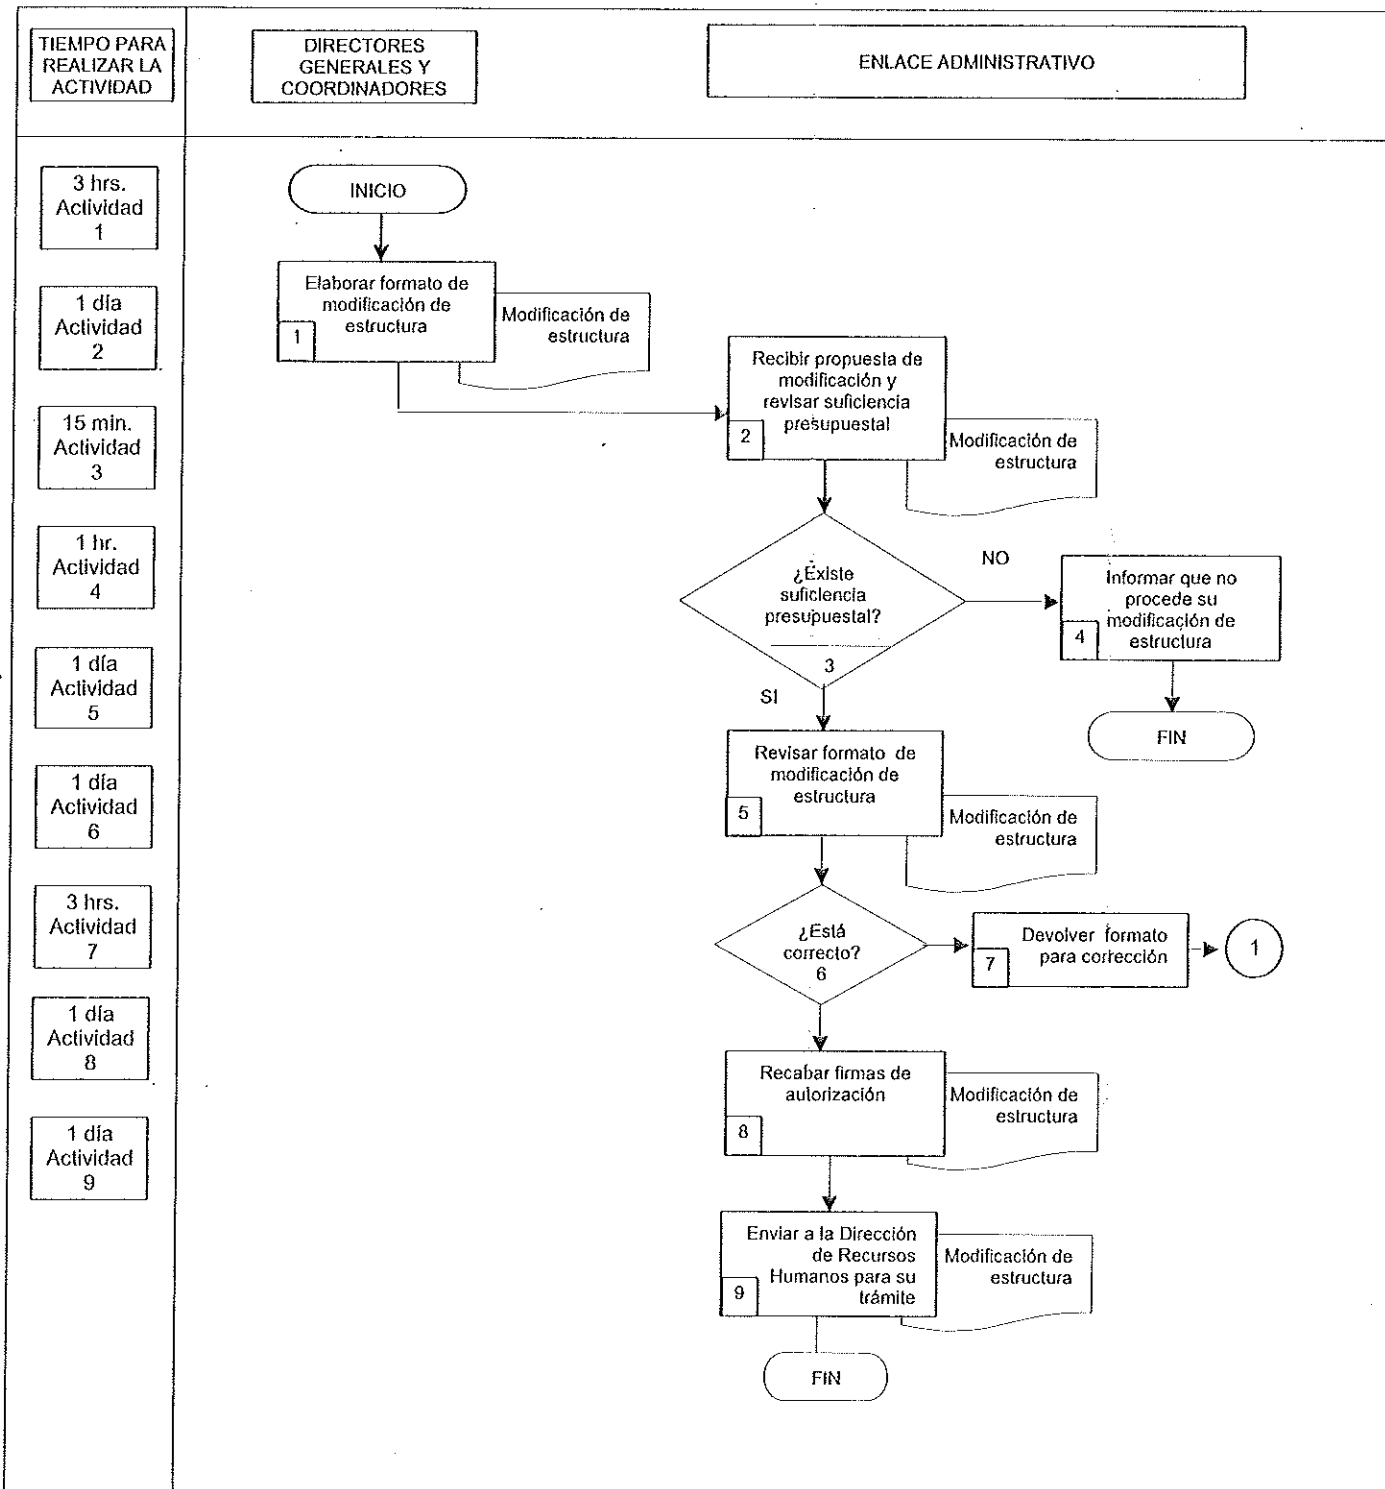 TIEMPO PARA
REALIZAR LA
ACTIVIDAD
DIRECTORES
GENERALES Y
COORDINADORES
ENLACE ADMINISTRATIVO
3 hrs.
Actividad
1
1 día
Actividad
2
15 min.
Actividad
3
1 hr.
Actividad
4
1 día
Actividad
5
1 día
Actividad
6
3 hrs.
Actividad
7
1 día
Actividad
8
1 día
Actividad
9
INICIO
Elaborar formato de
modificación de
estructura
1
Modificación de
estructura
Recibir propuesta de
modificación y
revisar suficiencia
presupuestal
2
Modificación de
estructura
¿Existe
suficiencia
presupuestal?
3
NO
Informar que no
procede su
modificación de
estructura
4
FIN
SI
Revisar formato de
modificación de
estructura
5
Modificación de
estructura
¿Está
correcto?
6
Devolver formato
para corrección
7
1
Recabar firmas de
autorización
8
Modificación de
estructura
Enviar a la Dirección
de Recursos
Humanos para su
trámite
9
Modificación de
estructura
FIN